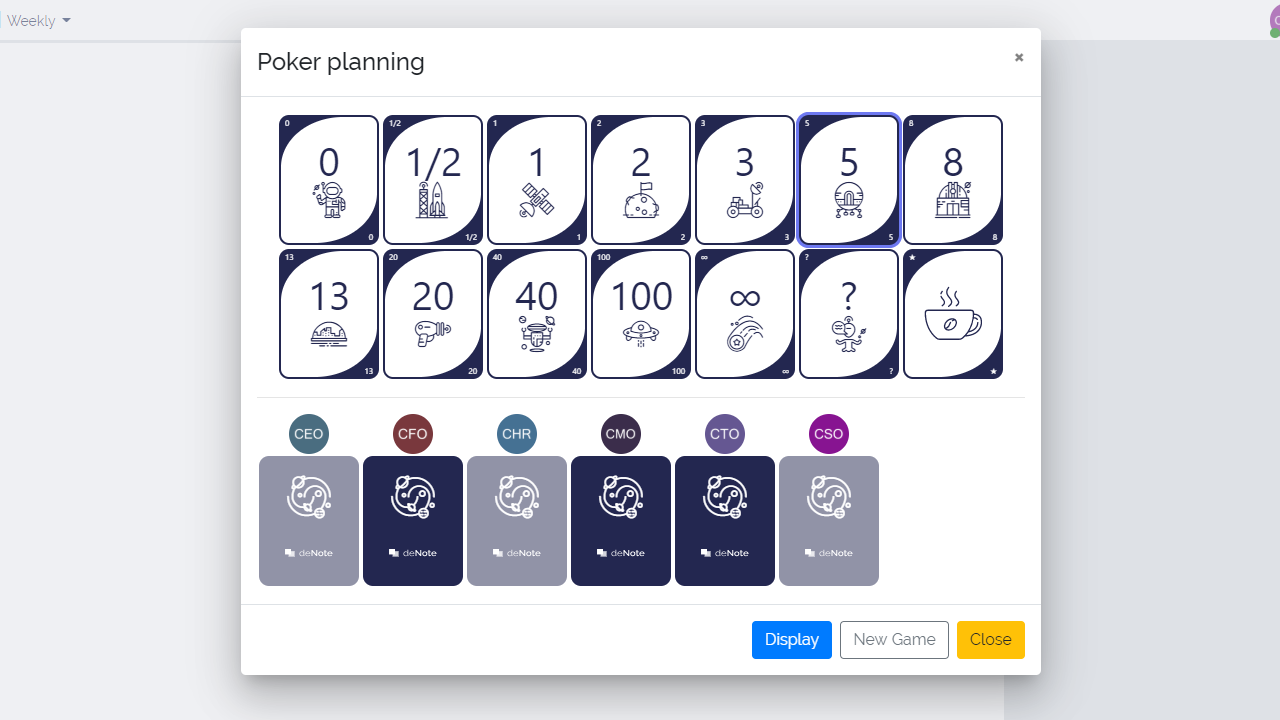 Weekly
Poker planning
×
0 1/2 1 2 3 5 8
0 1/2 1 2 3 5 8
0 1/2 1 2 3 5 8
13 20 40 100 ∞ ? ★
13 20 40 100 ∞ ?
13 20 40 100 ∞ ? ★
CEO CFO CHR CMO CTO CSO
deNote deNote deNote deNote deNote deNote
Display New Game Close